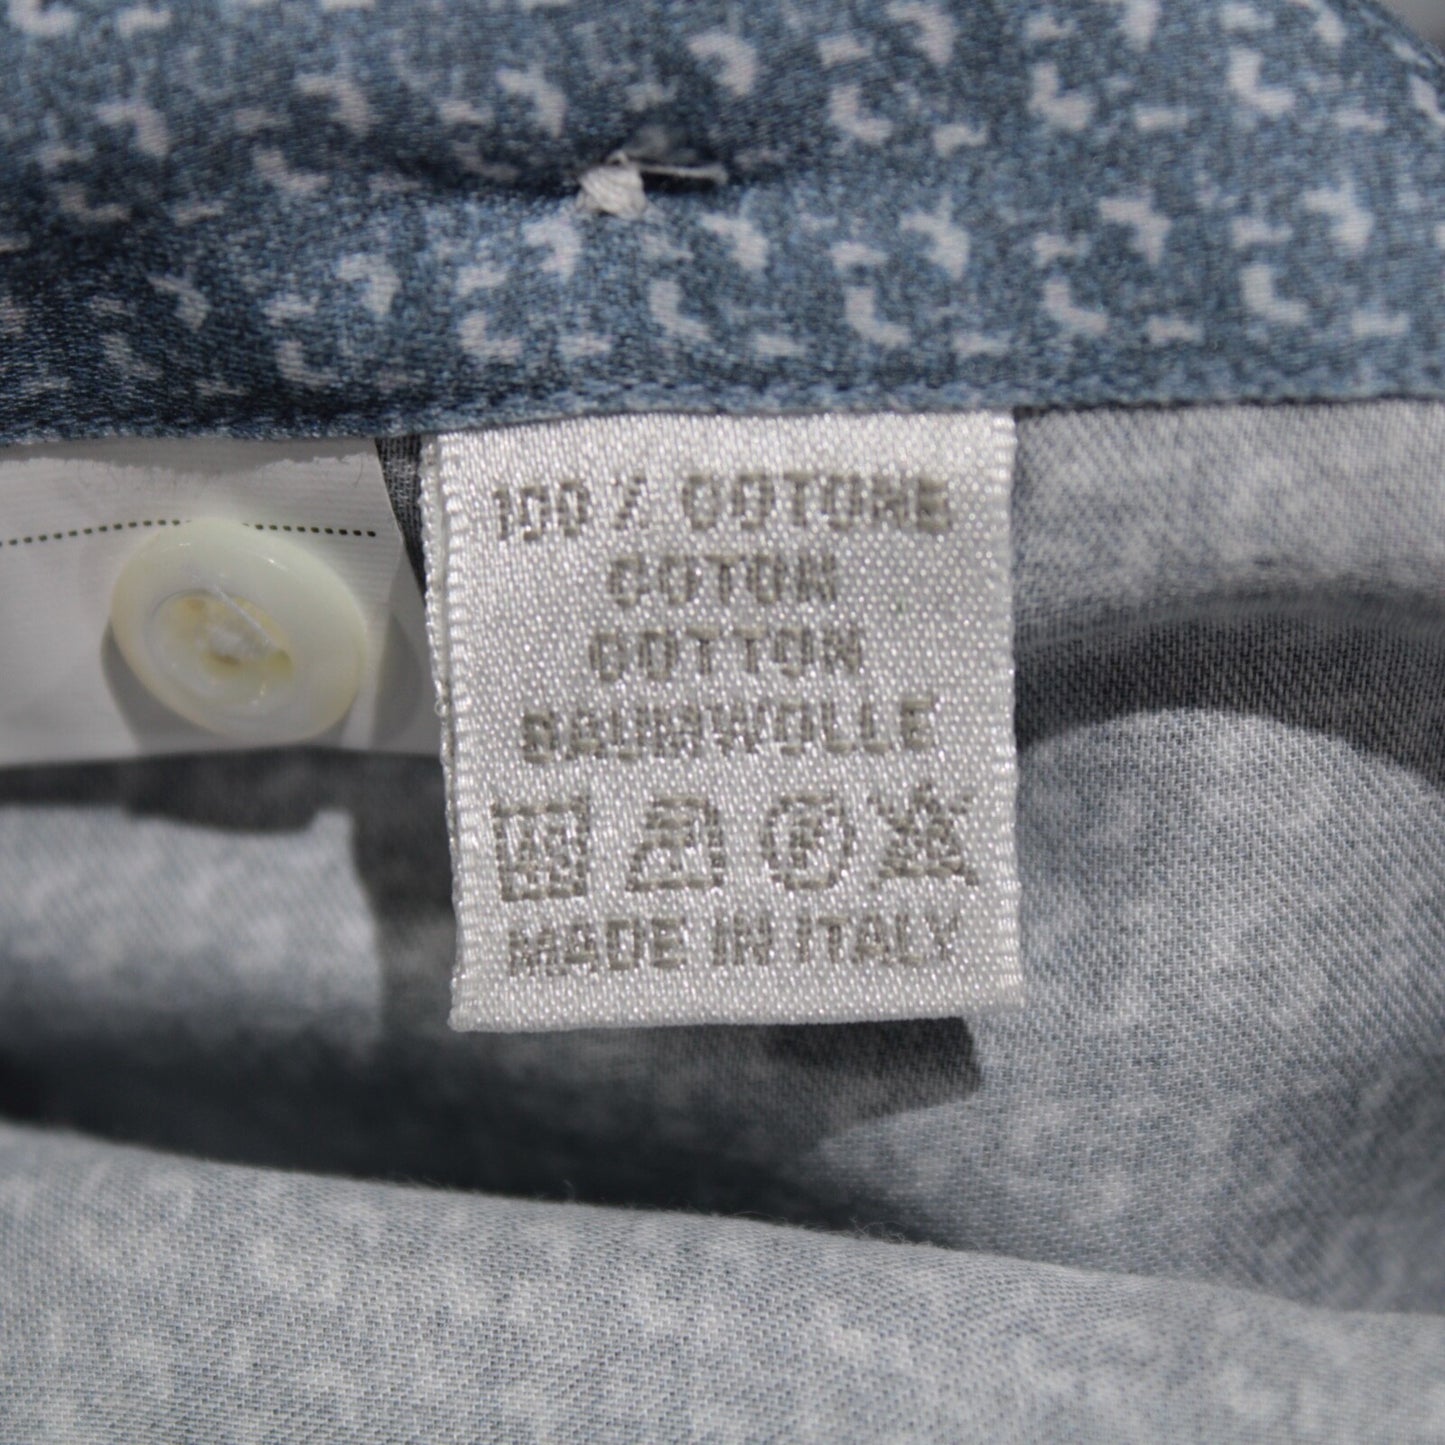 100/ COTONE
COTON
COTTON
BAUMWOLLE
MADE IN ITALY